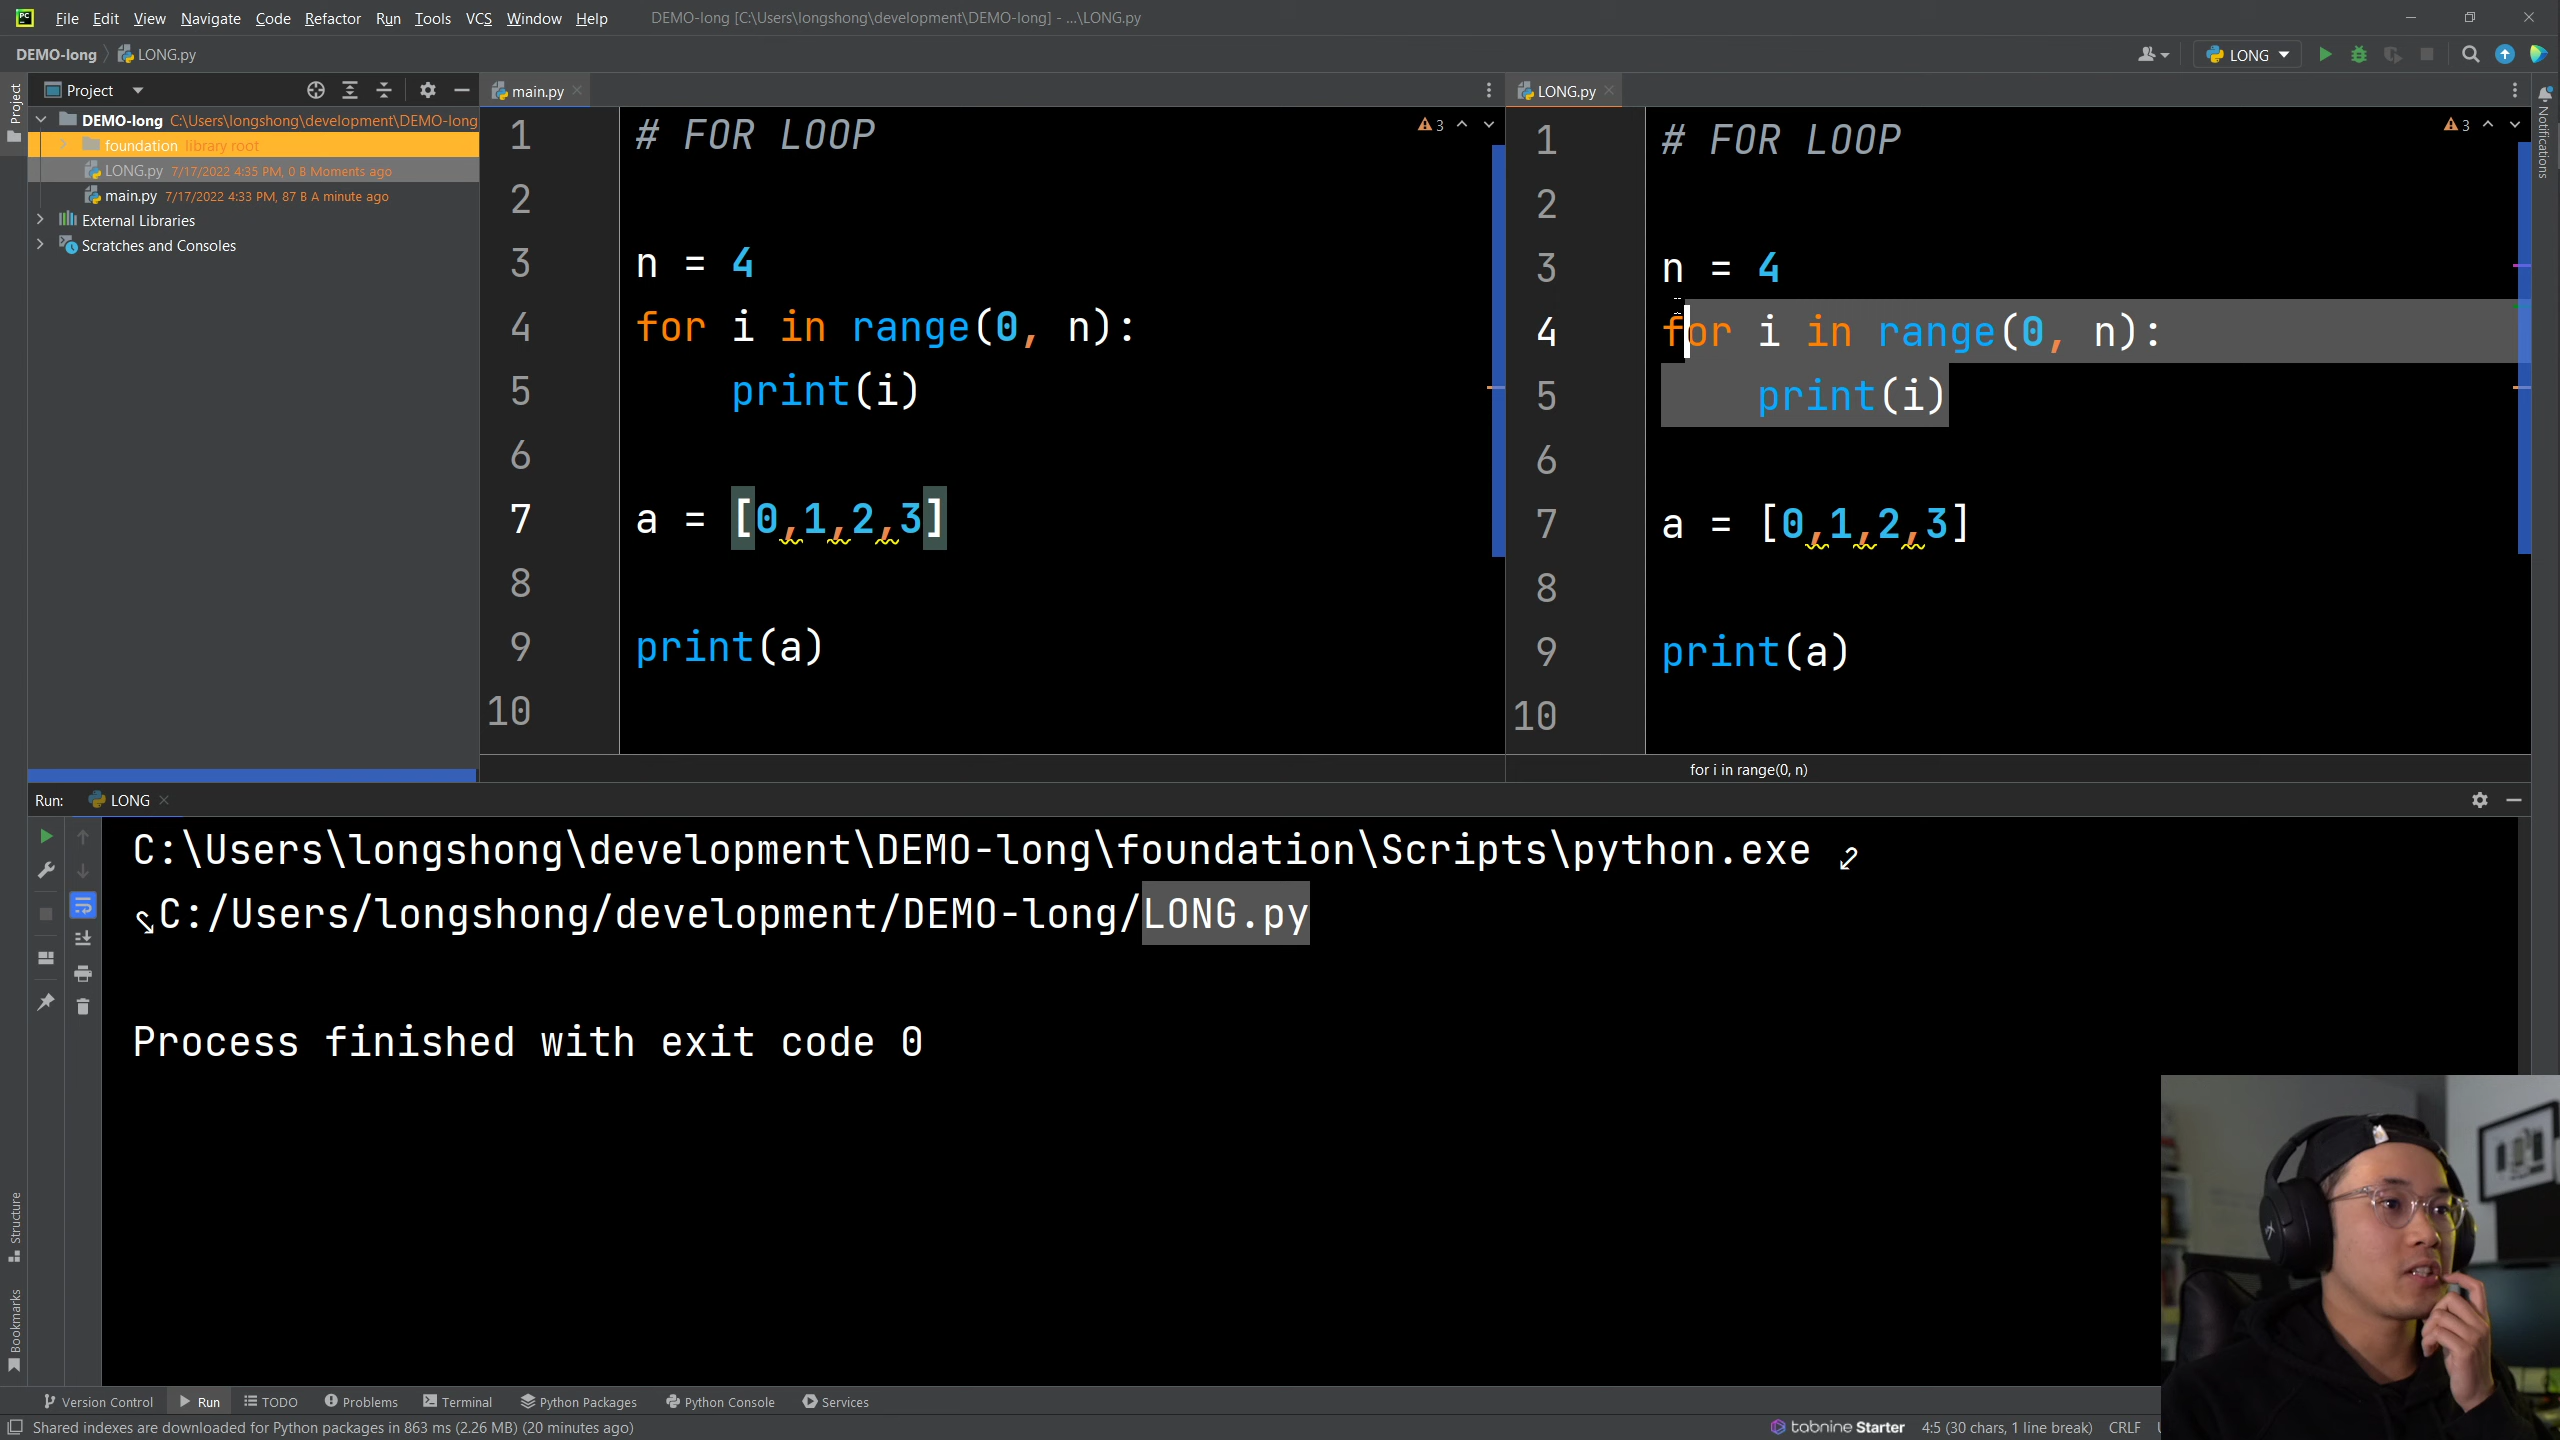 File Edit View Navigate Code Refactor Run Tools VCS Window Help DEMO-long [C:\Users\longshong\development\DEMO-long] - ...\LONG.py
DEMO-long LONG.py
LONG
Project
Project
DEMO-long C:\Users\longshong\development\DEMO-long
foundation library root
LONG.py 7/17/2022 4:35 PM, 0 B Moments ago
main.py 7/17/2022 4:33 PM, 87 B A minute ago
External Libraries
Scratches and Consoles
main.py
3
1 # FOR LOOP
2
3 n = 4
4 for i in range(0, n):
5     print(i)
6
7 a = [0,1,2,3]
8
9 print(a)
10
LONG.py
3
1 # FOR LOOP
2
3 n = 4
4 for i in range(0, n):
5     print(i)
6
7 a = [0,1,2,3]
8
9 print(a)
10
for i in range(0, n)
Notifications
Run: LONG
C:\Users\longshong\development\DEMO-long\foundation\Scripts\python.exe
C:/Users/longshong/development/DEMO-long/LONG.py
Process finished with exit code 0
Structure
Bookmarks
Version Control Run TODO Problems Terminal Python Packages Python Console Services
Shared indexes are downloaded for Python packages in 863 ms (2.26 MB) (20 minutes ago)
tabnine Starter 4:5 (30 chars, 1 line break) CRLF